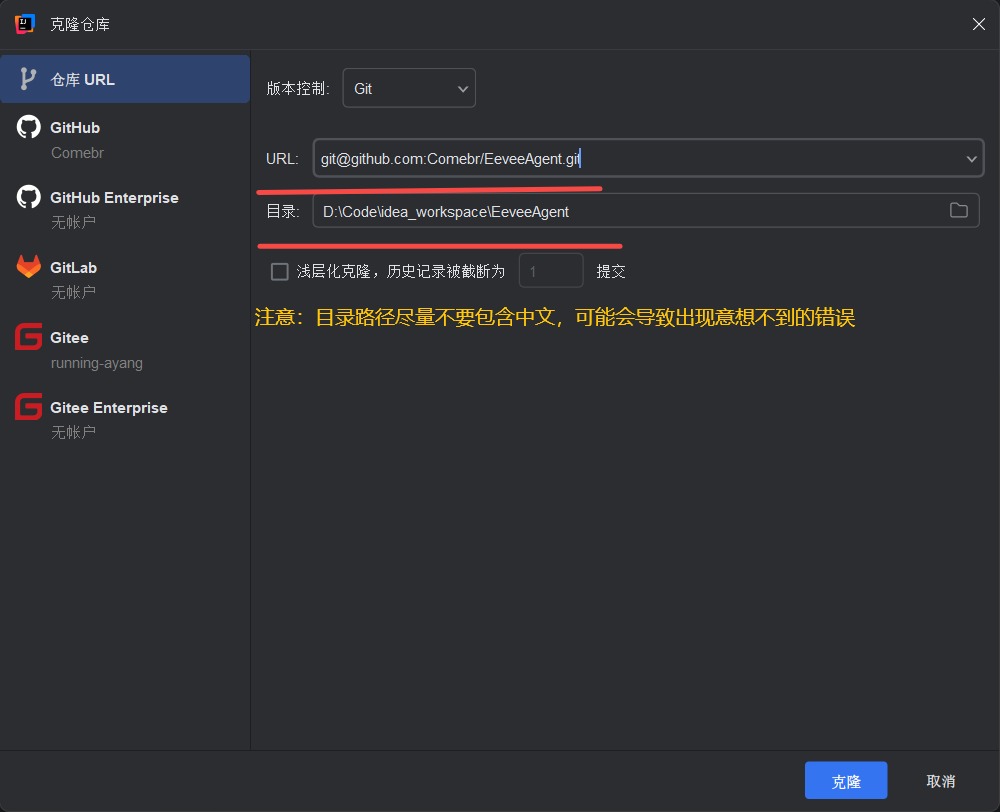 克隆仓库
仓库 URL
GitHub
Comebr
GitHub Enterprise
无帐户
GitLab
无帐户
Gitee
running-ayang
Gitee Enterprise
无帐户
版本控制: Git
URL: git@github.com:Comebr/EeveeAgent.git
目录: D:\Code\idea_workspace\EeveeAgent
浅层化克隆，历史记录被截断为 1 提交
注意：目录路径尽量不要包含中文，可能会导致出现意想不到的错误
克隆 取消